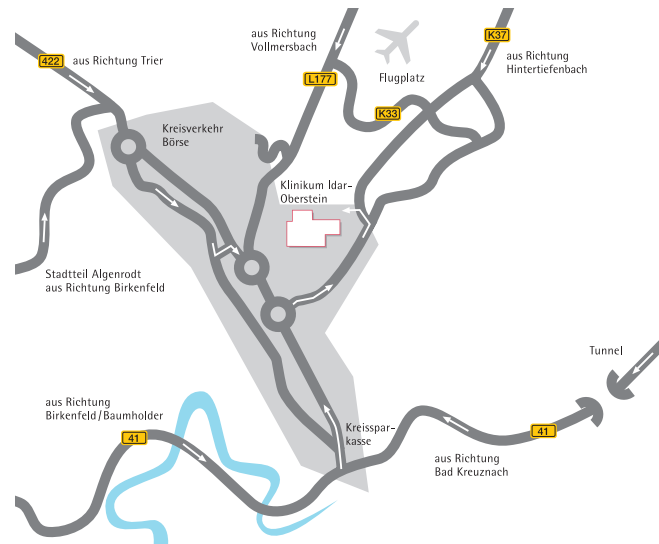 aus Richtung
Vollmersbach
K37
422
aus Richtung Trier
aus Richtung
Hintertiefenbach
L177
Flugplatz
K33
Kreisverkehr
Börse
Klinikum Idar-
Oberstein
Stadtteil Algenrodt
aus Richtung Birkenfeld
Tunnel
aus Richtung
Birkenfeld/Baumholder
41
Kreisspar-
kasse
41
aus Richtung
Bad Kreuznach